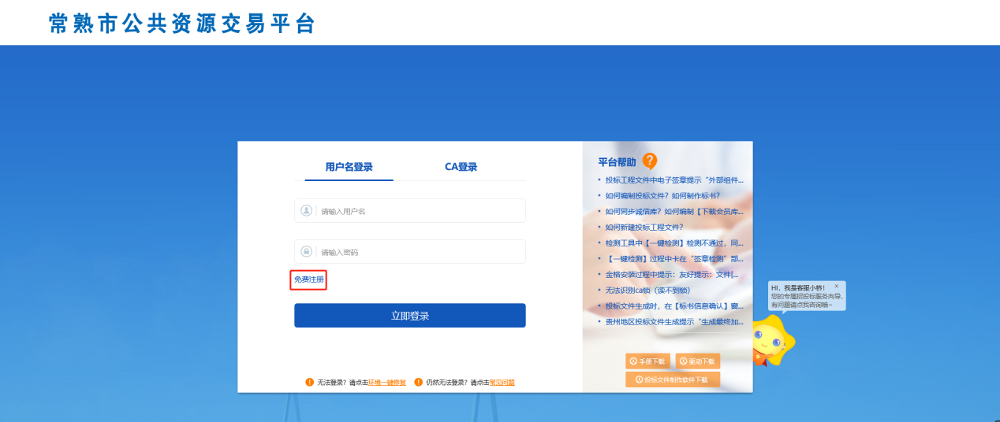 常熟市公共资源交易平台
用户名登录
CA登录
请输入用户名
请输入密码
免费注册
立即登录
无法登录？请点击环境一键修复
仍然无法登录？请点击常见问题
平台帮助
投标工程文件中电子签章提示“外部组件...
如何编制投标文件？如何制作标书？
如何同步诚信库？如何编制【下载会员库...
如何新建投标工程文件？
检测工具中【一键检测】检测不通过，同...
【一键检测】过程中卡在“签章检测”部...
金格安装过程中提示：友好提示：文件[...
无法识别ca锁（读不到锁）
投标文件生成时，在【标书信息确认】窗...
贵州地区投标文件生成提示“生成最终加...
手册下载
驱动下载
投标文件制作软件下载
HI，我是客服小桥！
您的专属招投标服务向导，
有问题请点我咨询哦~